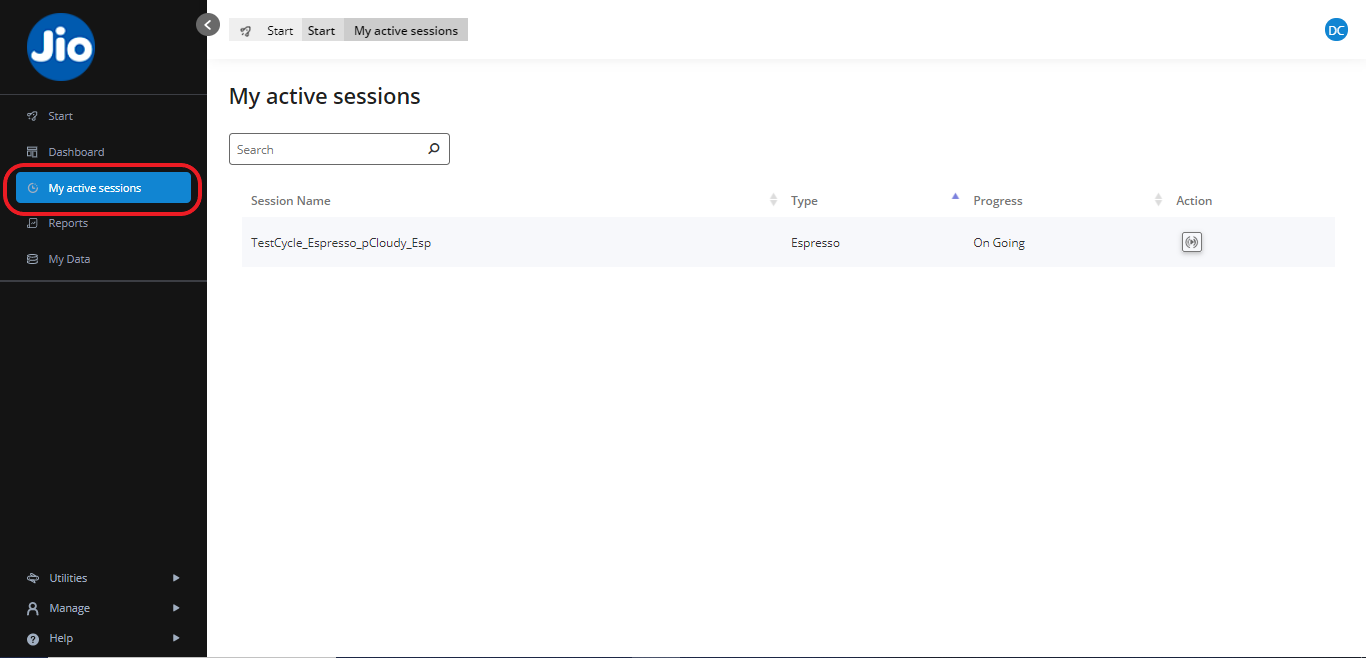 Jio
Start Start My active sessions
DC
Start
Dashboard
My active sessions
Reports
My Data
Utilities
Manage
Help
My active sessions
Search
Session Name Type Progress Action
TestCycle_Espresso_pCloudy_Esp Espresso On Going